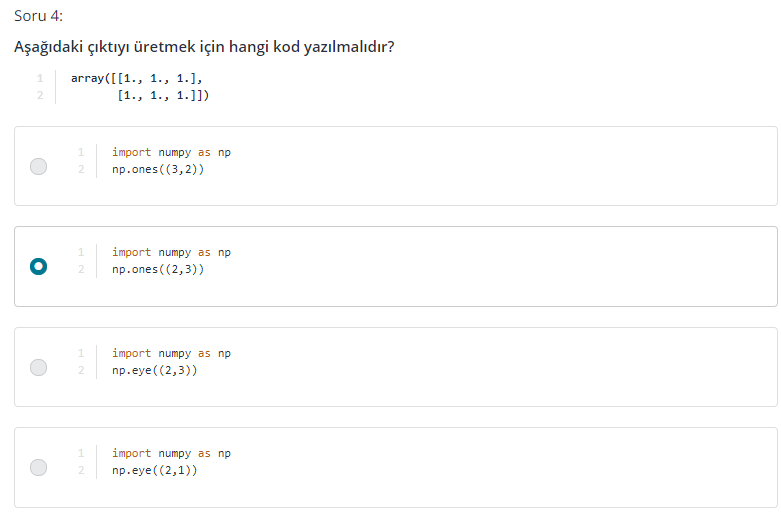 Soru 4:
Aşağıdaki çıktıyı üretmek için hangi kod yazılmalıdır?
1 array([[1., 1., 1.],
2        [1., 1., 1.]])
1 import numpy as np
2 np.ones((3,2))
1 import numpy as np
2 np.ones((2,3))
1 import numpy as np
2 np.eye((2,3))
1 import numpy as np
2 np.eye((2,1))